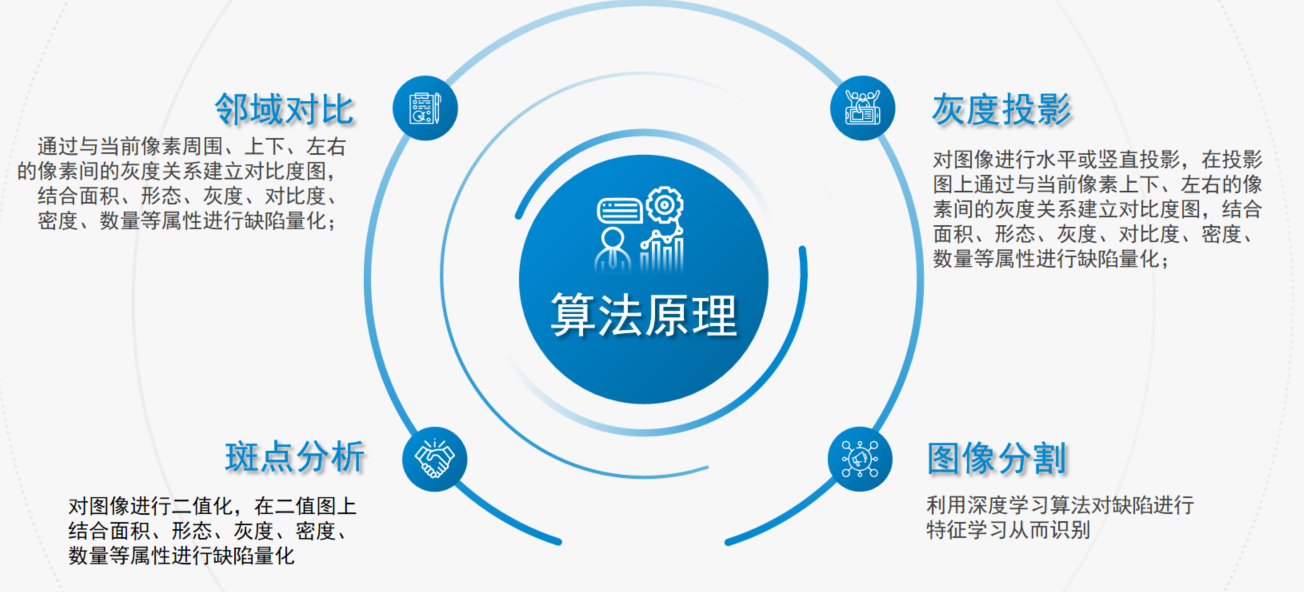 邻域对比
通过与当前像素周围、上下、左右
的像素间的灰度关系建立对比度图，
结合面积、形态、灰度、对比度、
密度、数量等属性进行缺陷量化；
灰度投影
对图像进行水平或竖直投影，在投影
图上通过与当前像素上下、左右的像
素间的灰度关系建立对比度图，结合
面积、形态、灰度、对比度、密度、
数量等属性进行缺陷量化；
算法原理
斑点分析
对图像进行二值化，在二值图上
结合面积、形态、灰度、密度、
数量等属性进行缺陷量化
图像分割
利用深度学习算法对缺陷进行
特征学习从而识别